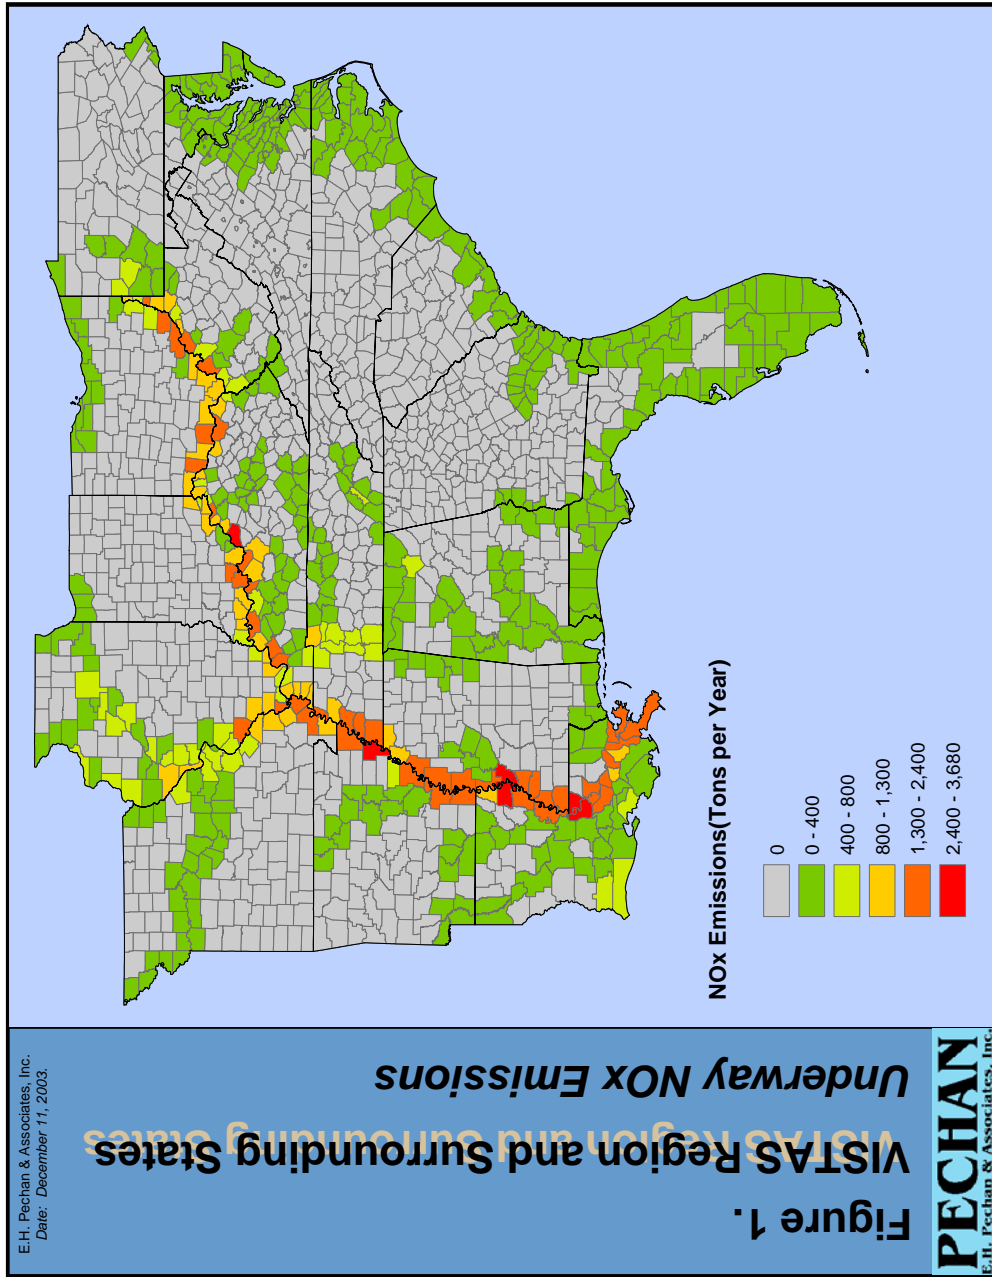 E.H. Pechan & Associates, Inc.
Date: December 11, 2003.
Figure 1.
VISTAS Region and Surrounding States
Underway NOx Emissions
NOx Emissions(Tons per Year)
0
0 - 400
400 - 800
800 - 1,300
1,300 - 2,400
2,400 - 3,680
PECHAN
E.H. Pechan & Associates, Inc.